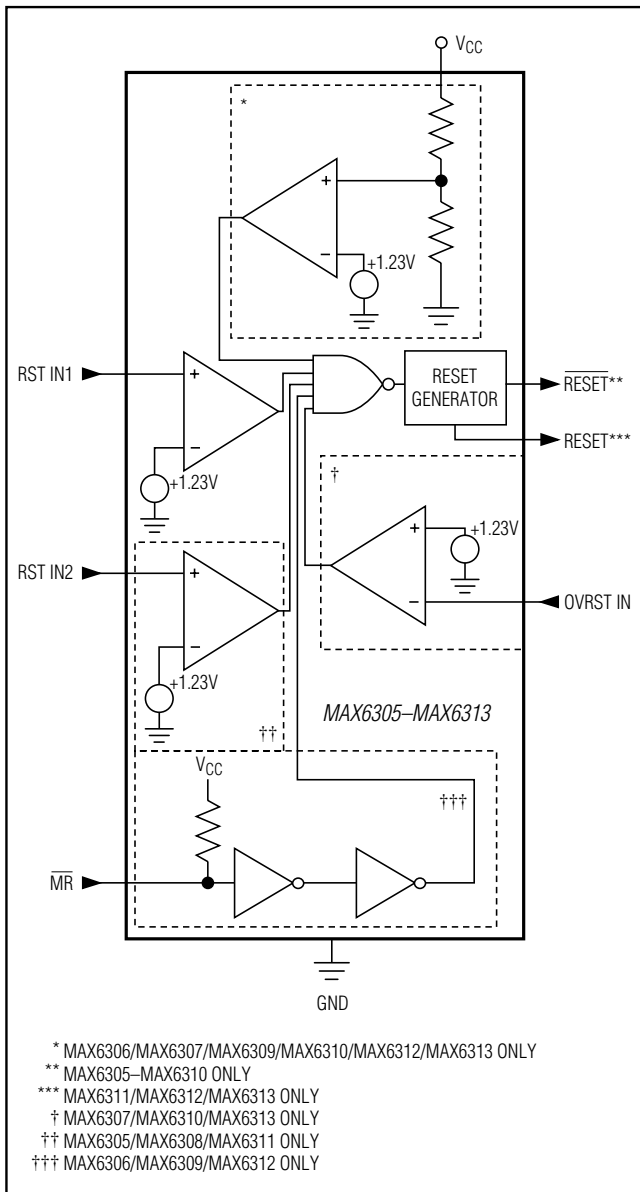 VCC
*
+
−
+1.23V
RST IN1
+
−
+1.23V
RESET
GENERATOR
RESET**
RESET***
†
+
−
+1.23V
OVRST IN
RST IN2
+
−
+1.23V
††
MAX6305–MAX6313
VCC
†††
MR
GND
* MAX6306/MAX6307/MAX6309/MAX6310/MAX6312/MAX6313 ONLY
** MAX6305–MAX6310 ONLY
*** MAX6311/MAX6312/MAX6313 ONLY
† MAX6307/MAX6310/MAX6313 ONLY
†† MAX6305/MAX6308/MAX6311 ONLY
††† MAX6306/MAX6309/MAX6312 ONLY